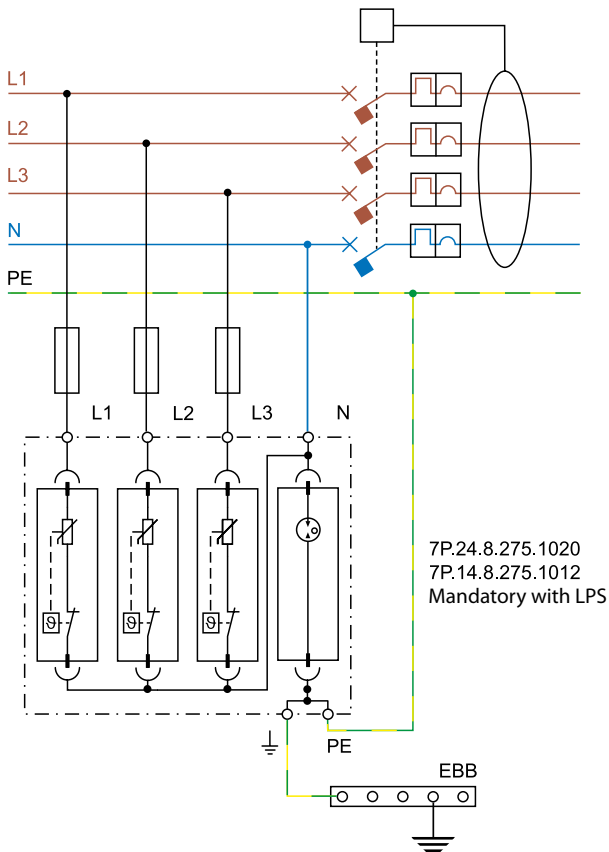 L1
L2
L3
N
PE
L1
L2
L3
N
ϑ
ϑ
ϑ
7P.24.8.275.1020
7P.14.8.275.1012
Mandatory with LPS
PE
EBB